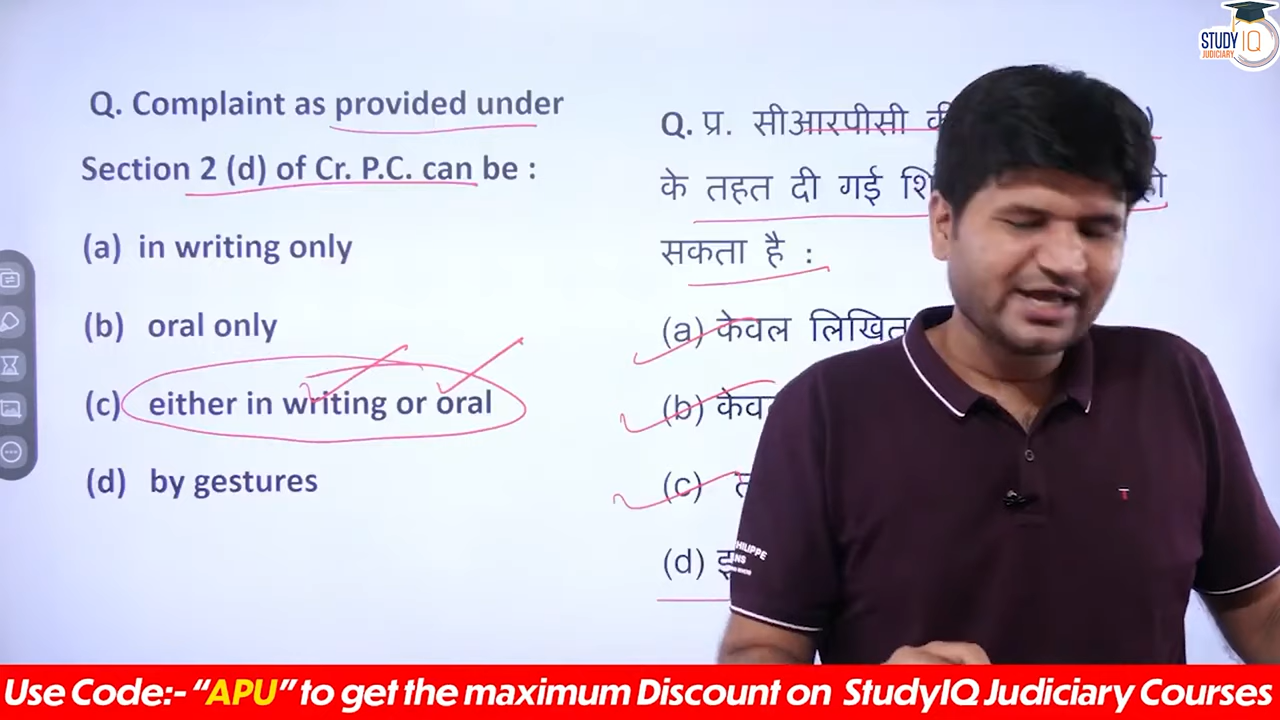 STUDY IQ
JUDICIARY
Q. Complaint as provided under
Section 2 (d) of Cr. P.C. can be :
(a) in writing only
(b) oral only
(c) either in writing or oral
(d) by gestures
Q. प्र. सीआरपीसी की
के तहत दी गई
सकता है :
(a) केवल लिखित
(b)
(c)
(d)
Use Code:- “APU” to get the maximum Discount on StudyIQ Judiciary Courses